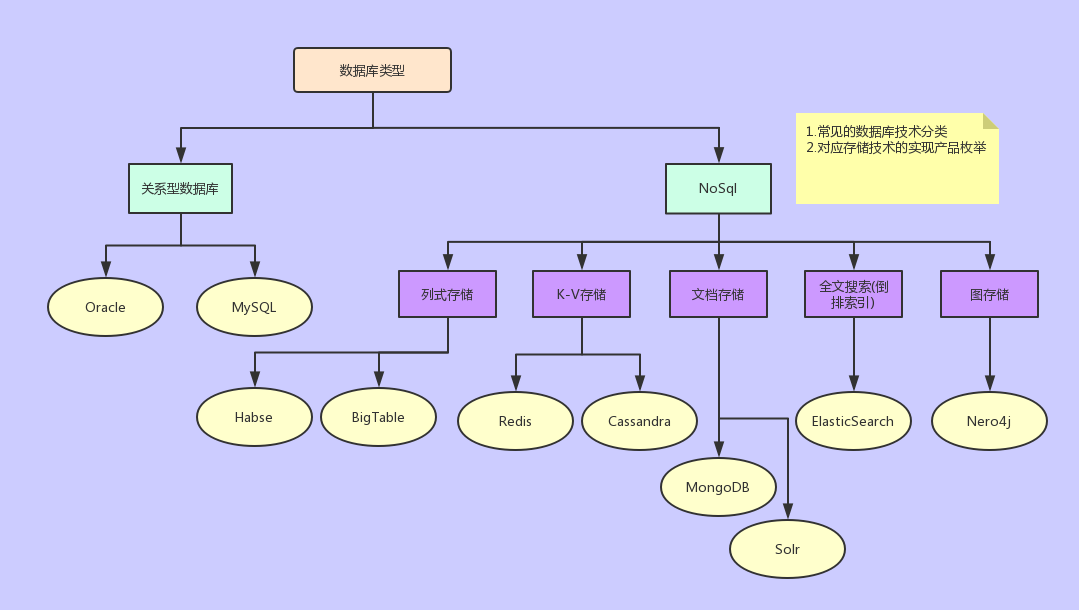 数据库类型
1.常见的数据库技术分类
2.对应存储技术的实现产品枚举
关系型数据库
NoSql
Oracle
MySQL
列式存储
K-V存储
文档存储
全文搜索(倒
排索引)
图存储
Habse
BigTable
Redis
Cassandra
ElasticSearch
Nero4j
MongoDB
Solr